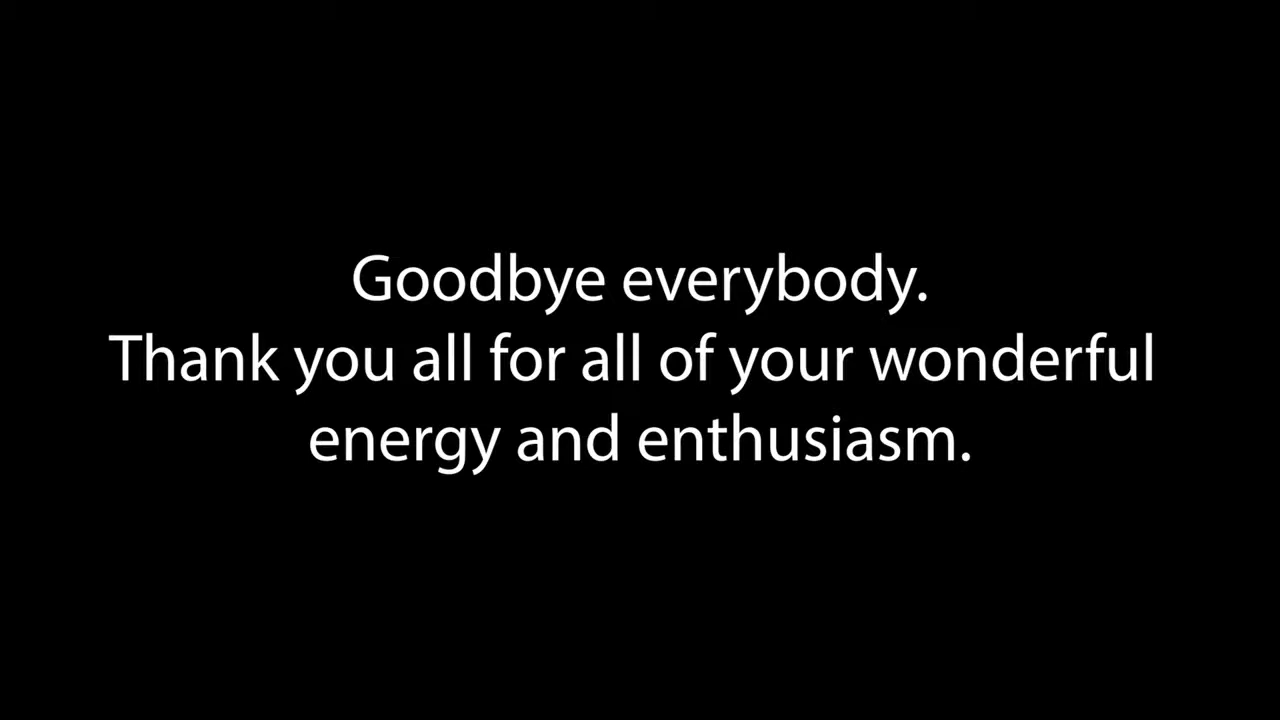 Goodbye everybody.
Thank you all for all of your wonderful
energy and enthusiasm.